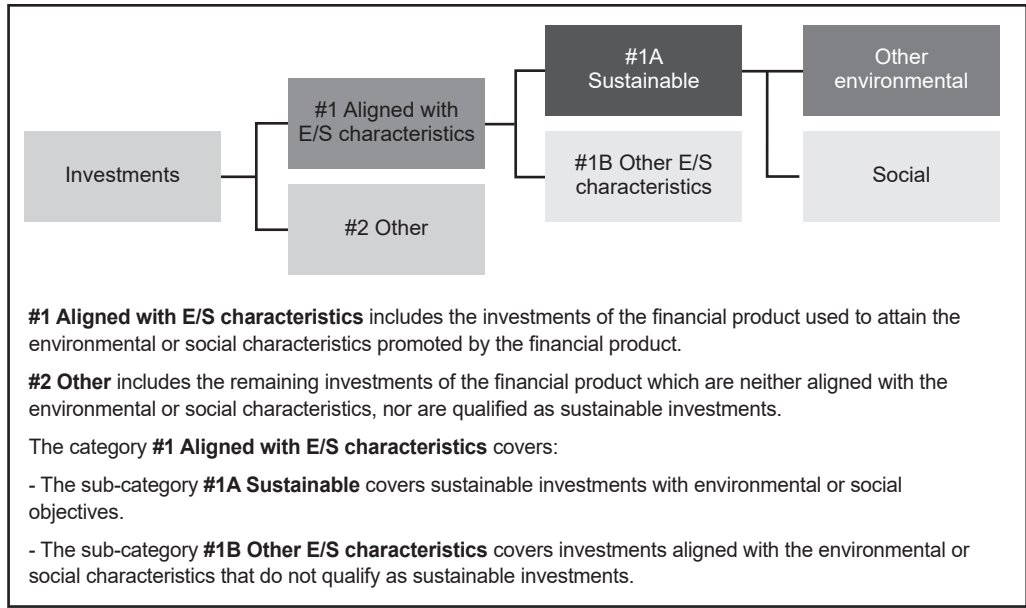 Investments
#1 Aligned with
E/S characteristics
#2 Other
#1A
Sustainable
#1B Other E/S
characteristics
Other
environmental
Social
#1 Aligned with E/S characteristics includes the investments of the financial product used to attain the
environmental or social characteristics promoted by the financial product.
#2 Other includes the remaining investments of the financial product which are neither aligned with the
environmental or social characteristics, nor are qualified as sustainable investments.
The category #1 Aligned with E/S characteristics covers:
- The sub-category #1A Sustainable covers sustainable investments with environmental or social
objectives.
- The sub-category #1B Other E/S characteristics covers investments aligned with the environmental or
social characteristics that do not qualify as sustainable investments.